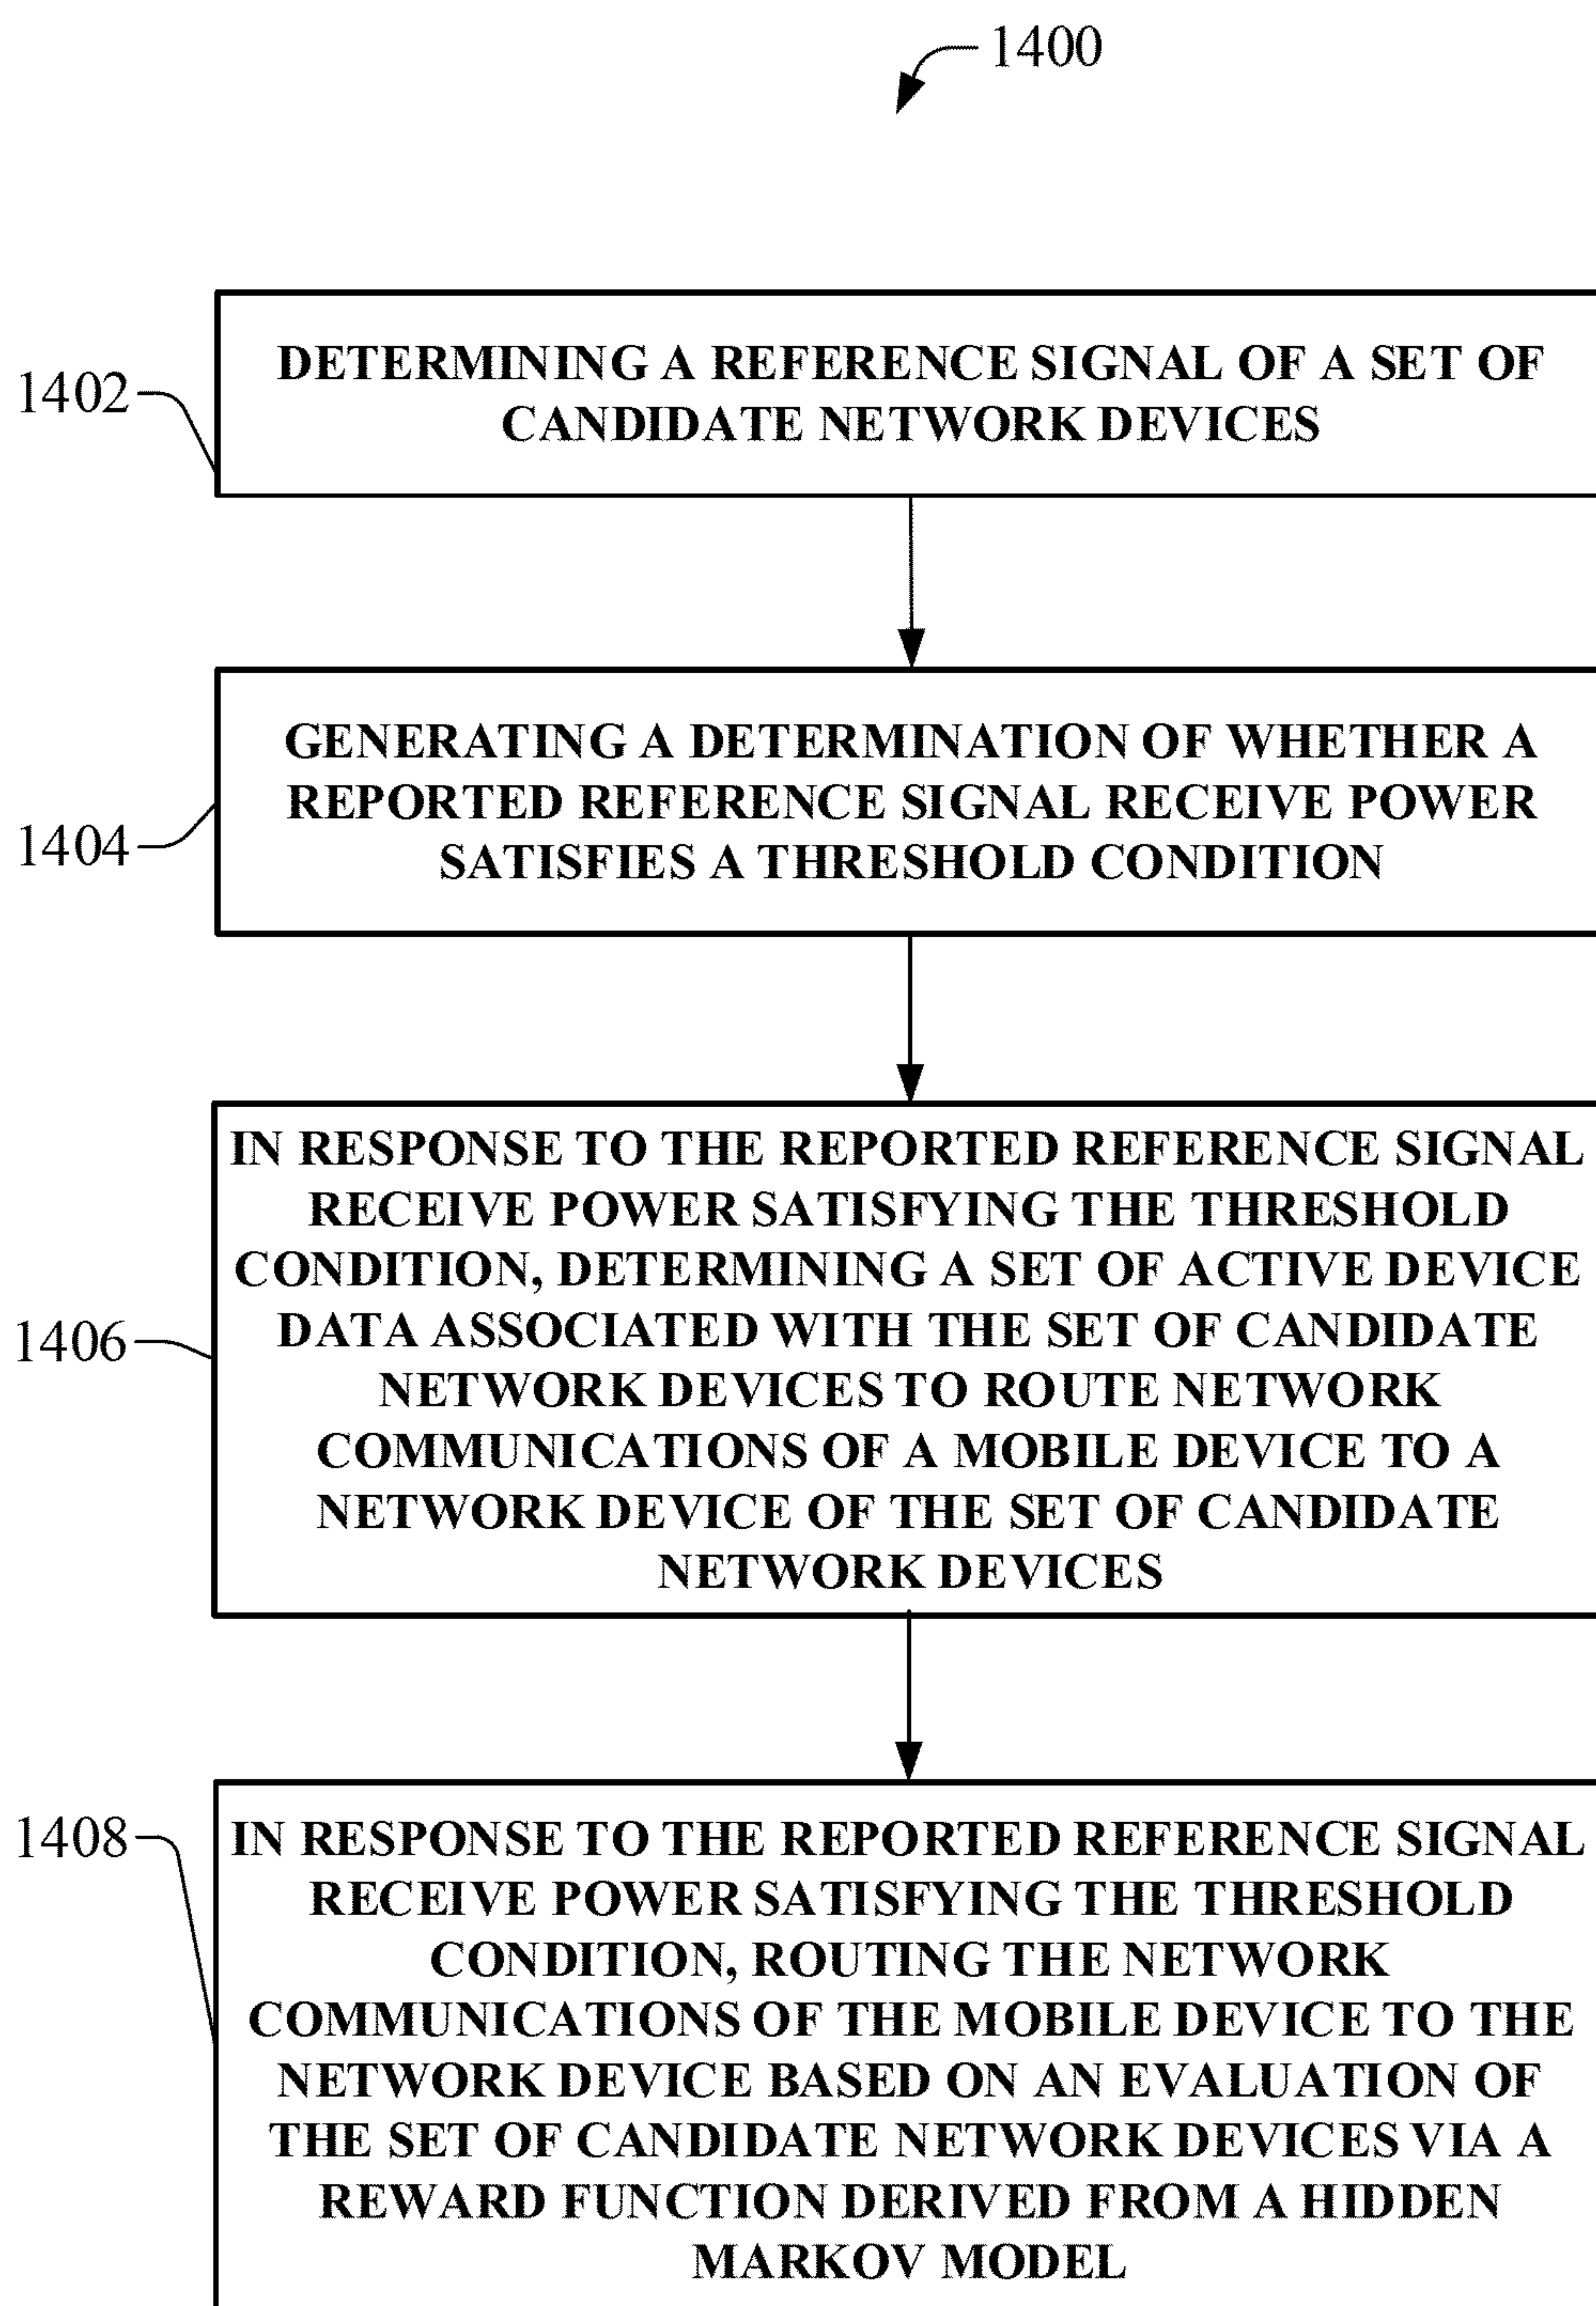 1400
1402
DETERMINING A REFERENCE SIGNAL OF A SET OF
CANDIDATE NETWORK DEVICES
GENERATING A DETERMINATION OF WHETHER A
REPORTED REFERENCE SIGNAL RECEIVE POWER
SATISFIES A THRESHOLD CONDITION
1404
IN RESPONSE TO THE REPORTED REFERENCE SIGNAL
RECEIVE POWER SATISFYING THE THRESHOLD
CONDITION, DETERMINING A SET OF ACTIVE DEVICE
DATA ASSOCIATED WITH THE SET OF CANDIDATE
NETWORK DEVICES TO ROUTE NETWORK
COMMUNICATIONS OF A MOBILE DEVICE TO A
NETWORK DEVICE OF THE SET OF CANDIDATE
NETWORK DEVICES
1406
1408
IN RESPONSE TO THE REPORTED REFERENCE SIGNAL
RECEIVE POWER SATISFYING THE THRESHOLD
CONDITION, ROUTING THE NETWORK
COMMUNICATIONS OF THE MOBILE DEVICE TO THE
NETWORK DEVICE BASED ON AN EVALUATION OF
THE SET OF CANDIDATE NETWORK DEVICES VIA A
REWARD FUNCTION DERIVED FROM A HIDDEN
MARKOV MODEL